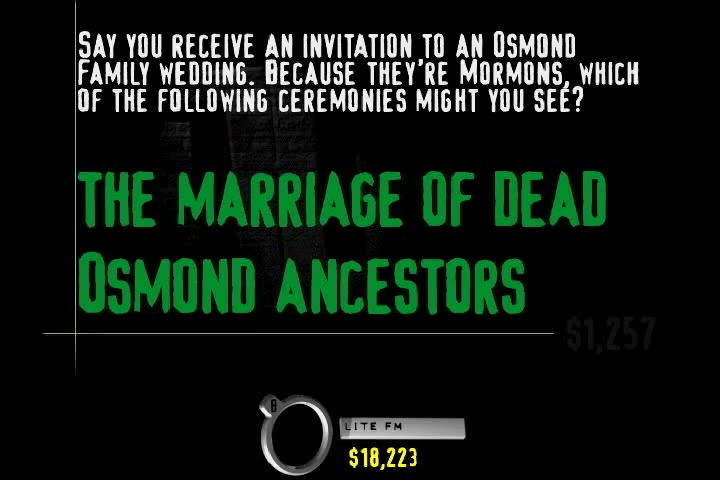 Say you receive an invitation to an Osmond
Family wedding. Because they're Mormons, which
of the following ceremonies might you see?
The marriage of dead
Osmond ancestors
$1,257
8
LITE FM
$18,223